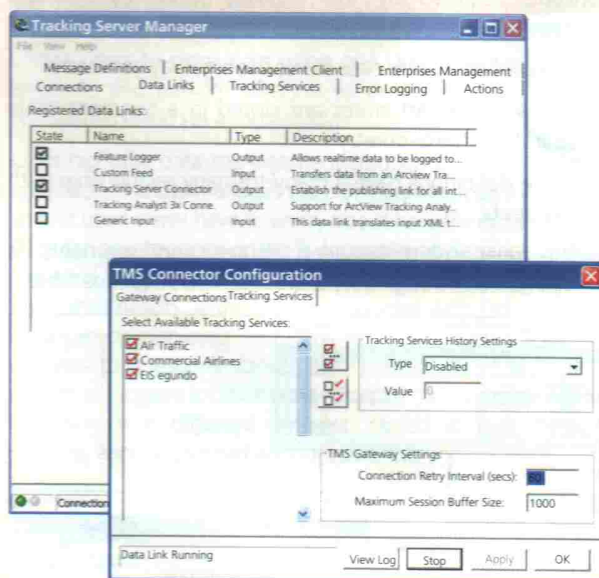 Tracking Server Manager
File View Help
Message Definitions Enterprises Management Client Enterprises Management
Connections Data Links Tracking Services Error Logging Actions
Registered Data Links:
State Name Type Description
Feature Logger Output Allows realtime data to be logged to...
Custom Feed Input Transfers data from an Arcview Tra...
Tracking Server Connector Output Establish the publishing link for all int...
Tracking Analyst 3x Conne. Output Support for ArcView Tracking Analy...
Generic Input Input This data link translates input XML t...
Connection
TMS Connector Configuration
Gateway Connections Tracking Services
Select Available Tracking Services:
Air Traffic
Commercial Airlines
EIS egundo
Tracking Services History Settings
Type Disabled
Value
TMS Gateway Settings
Connection Retry Interval (secs): 60
Maximum Session Buffer Size: 1000
Data Link Running View Log Stop Apply OK